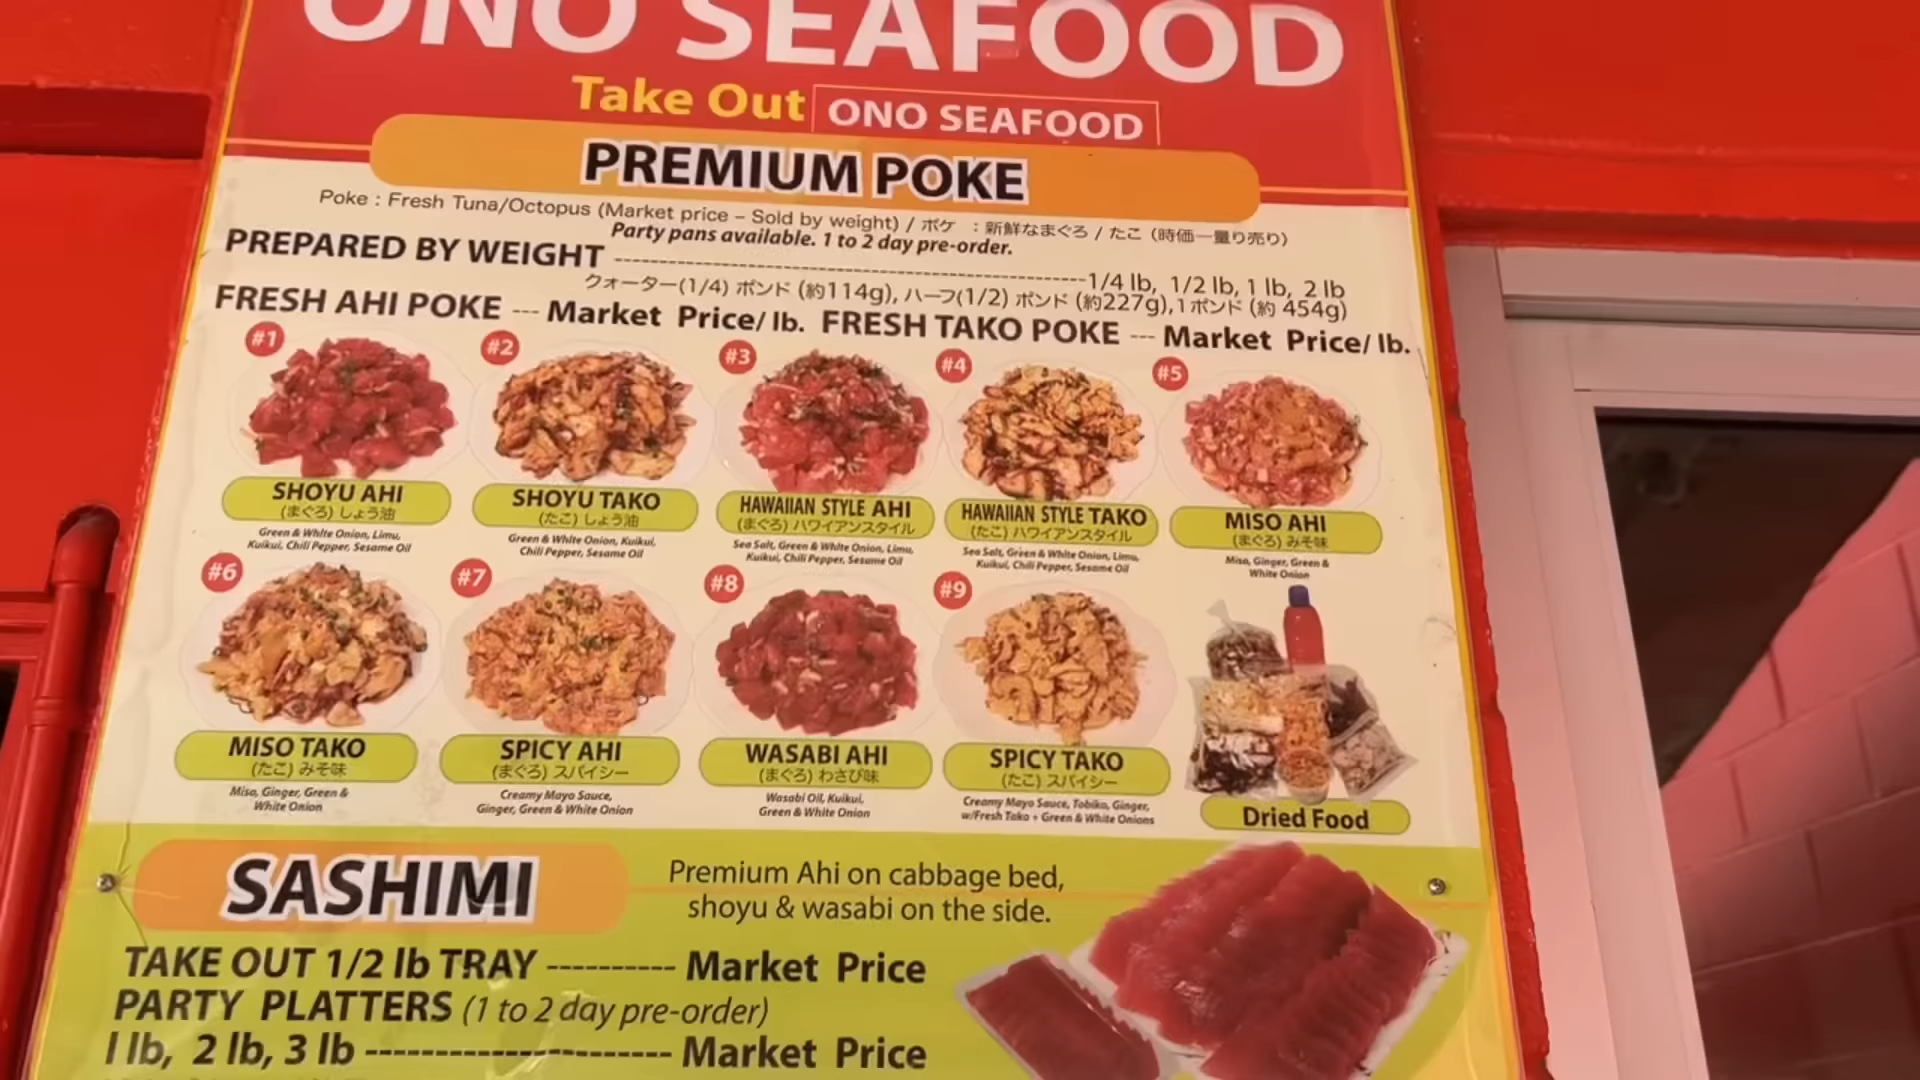 ONO SEAFOOD
Take Out ONO SEAFOOD
PREMIUM POKE
Poke : Fresh Tuna/Octopus (Market price – Sold by weight) / ポケ : 新鮮なまぐろ / たこ (時価—量り売り)
Party pans available. 1 to 2 day pre-order.
PREPARED BY WEIGHT ---------- 1/4 lb, 1/2 lb, 1 lb, 2 lb
クォーター(1/4) ポンド (約114g), ハーフ(1/2) ポンド (約227g), 1ポンド (約 454g)
FRESH AHI POKE --- Market Price/ lb. FRESH TAKO POKE --- Market Price/ lb.
#1
SHOYU AHI
(まぐろ) しょう油
Green & White Onion, Limu,
Kuikui, Chili Pepper, Sesame Oil
#2
SHOYU TAKO
(たこ) しょう油
Green & White Onion, Kuikui,
Chili Pepper, Sesame Oil
#3
HAWAIIAN STYLE AHI
(まぐろ) ハワイアンスタイル
Sea Salt, Green & White Onion, Limu,
Kuikui, Chili Pepper, Sesame Oil
#4
HAWAIIAN STYLE TAKO
(たこ) ハワイアンスタイル
Sea Salt, Green & White Onion, Limu,
Kuikui, Chili Pepper, Sesame Oil
#5
MISO AHI
(まぐろ) みそ味
Miso, Ginger, Green &
White Onion
#6
MISO TAKO
(たこ) みそ味
Miso, Ginger, Green &
White Onion
#7
SPICY AHI
(まぐろ) スパイシー
Creamy Mayo Sauce,
Ginger, Green & White Onion
#8
WASABI AHI
(まぐろ) わさび味
Wasabi Oil, Kuikui,
Green & White Onion
#9
SPICY TAKO
(たこ) スパイシー
Creamy Mayo Sauce, Tobiko, Ginger,
w/Fresh Tako + Green & White Onions
Dried Food
SASHIMI
Premium Ahi on cabbage bed,
shoyu & wasabi on the side.
TAKE OUT 1/2 lb TRAY ---------- Market Price
PARTY PLATTERS (1 to 2 day pre-order)
1 lb, 2 lb, 3 lb ---------------------- Market Price